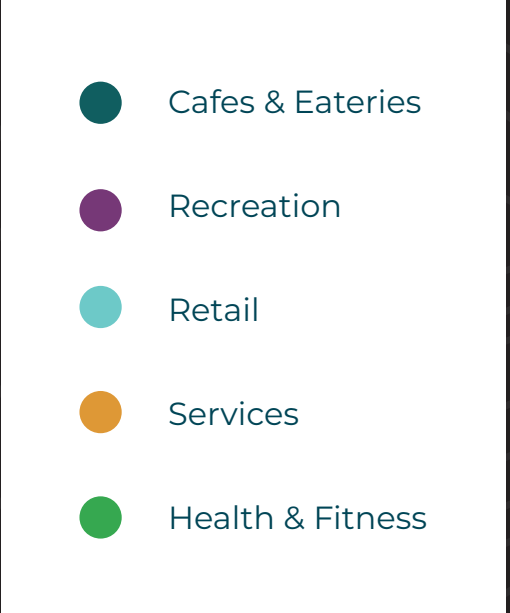 Cafes & Eateries
Recreation
Retail
Services
Health & Fitness